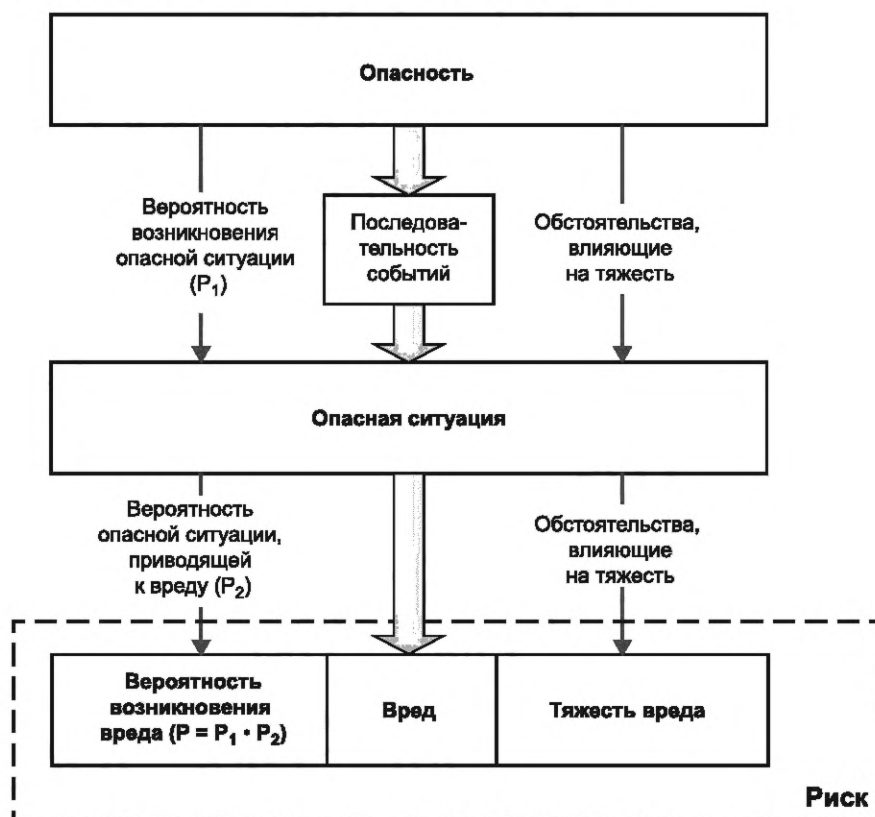 Опасность
Вероятность
возникновения
опасной ситуации
(P₁)
Последова-
тельность
событий
Обстоятельства,
влияющие
на тяжесть
Опасная ситуация
Вероятность
опасной ситуации,
приводящей
к вреду (P₂)
Обстоятельства,
влияющие
на тяжесть
Вероятность
возникновения
вреда (P = P₁ • P₂)
Вред
Тяжесть вреда
Риск